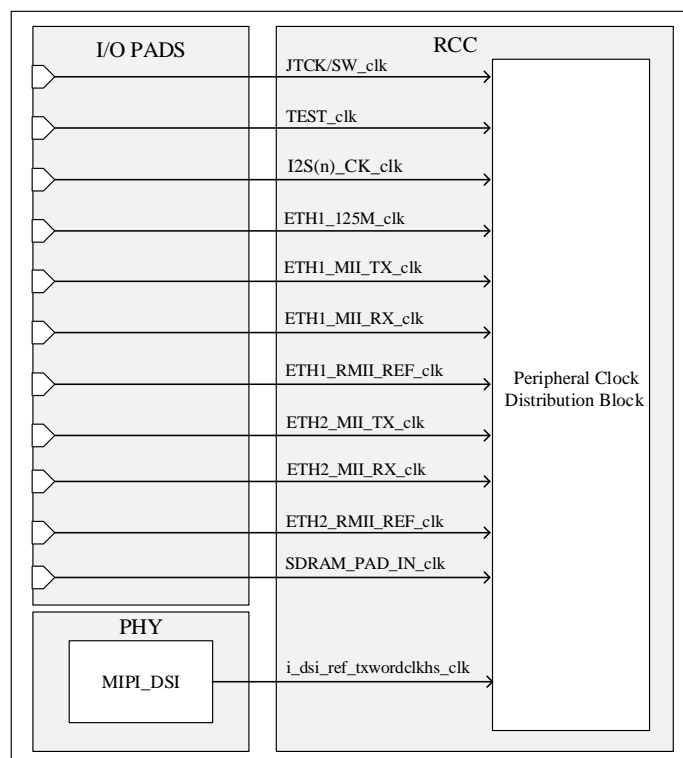 I/O PADS
RCC
JTCK/SW_clk
TEST_clk
I2S(n)_CK_clk
ETH1_125M_clk
ETH1_MII_TX_clk
ETH1_MII_RX_clk
ETH1_RMII_REF_clk
Peripheral Clock
Distribution Block
ETH2_MII_TX_clk
ETH2_MII_RX_clk
ETH2_RMII_REF_clk
SDRAM_PAD_IN_clk
PHY
MIPI_DSI
i_dsi_ref_txwordclkhs_clk